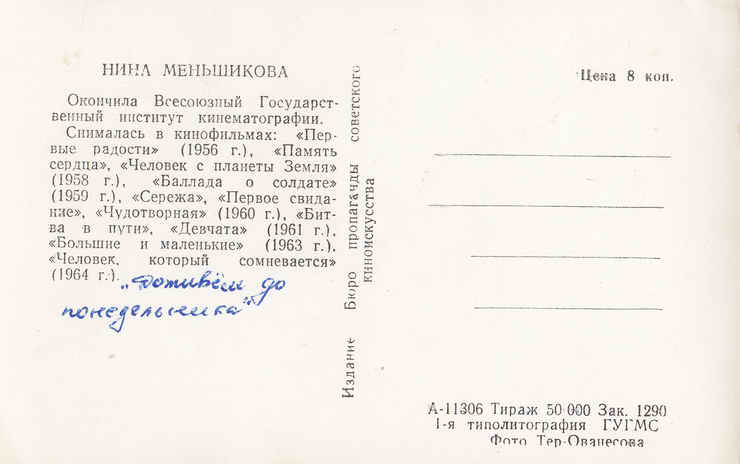 НИНА МЕНЬШИКОВА
Окончила Всесоюзный Государст-
венный институт кинематографии.
Снималась в кинофильмах: «Пер-
вые радости» (1956 г.), «Память
сердца», «Человек с планеты Земля»
(1958 г.), «Баллада о солдате»
(1959 г.), «Сережа», «Первое свида-
ние», «Чудотворная» (1960 г.), «Бит-
ва в пути», «Девчата» (1961 г.),
«Большие и маленькие» (1963 г.),
«Человек, который сомневается»
(1964 г.).
„Доживём до
понедельника“
Издание Бюро пропаганды советского
киноискусства
Цена 8 коп.
А-11306 Тираж 50 000 Зак. 1290
1-я типолитография ГУГМС
Фото Тер-Ованесова